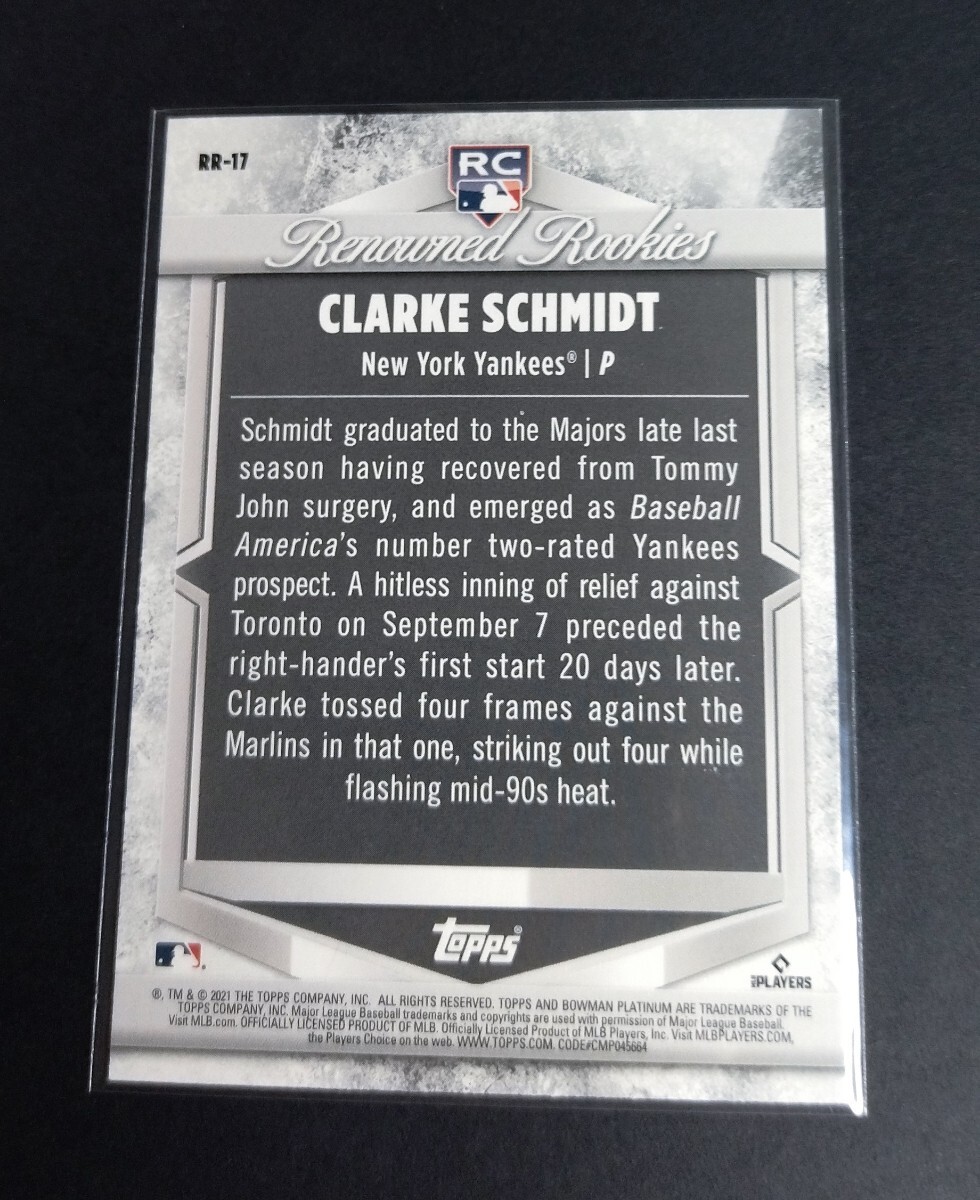 RR-17
RC
Renowned Rookies
CLARKE SCHMIDT
New York Yankees® | P
Schmidt graduated to the Majors late last
season having recovered from Tommy
John surgery, and emerged as Baseball
America's number two-rated Yankees
prospect. A hitless inning of relief against
Toronto on September 7 preceded the
right-hander's first start 20 days later.
Clarke tossed four frames against the
Marlins in that one, striking out four while
flashing mid-90s heat.
topps®
PLAYERS
®, TM & © 2021 THE TOPPS COMPANY, INC. ALL RIGHTS RESERVED. TOPPS AND BOWMAN PLATINUM ARE TRADEMARKS OF THE
TOPPS COMPANY, INC. Major League Baseball trademarks and copyrights are used with permission of Major League Baseball.
Visit MLB.com. OFFICIALLY LICENSED PRODUCT OF MLB. Officially Licensed Product of MLB Players, Inc. Visit MLBPLAYERS.COM,
the Players Choice on the web. WWW.TOPPS.COM. CODE#CMP045664